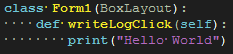 class Form1(BoxLayout):
    def writeLogClick(self):
        print("Hello World")